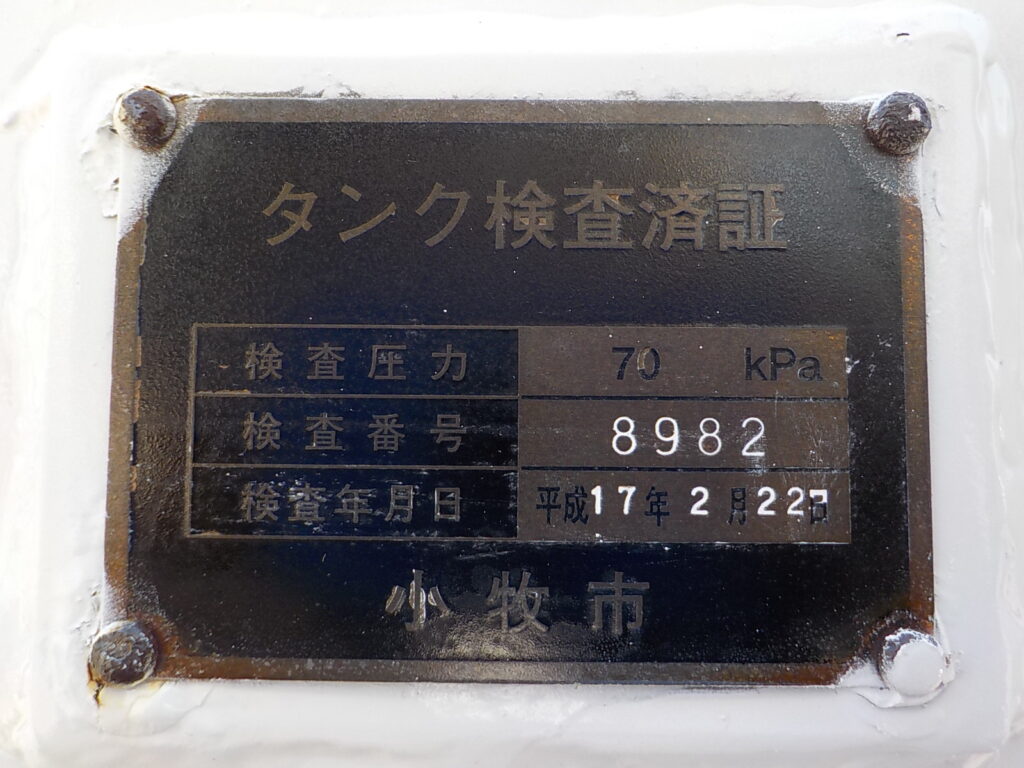 タンク検査済証
検査圧力 70 kPa
検査番号 8982
検査年月日 平成17年2月22日
小牧市